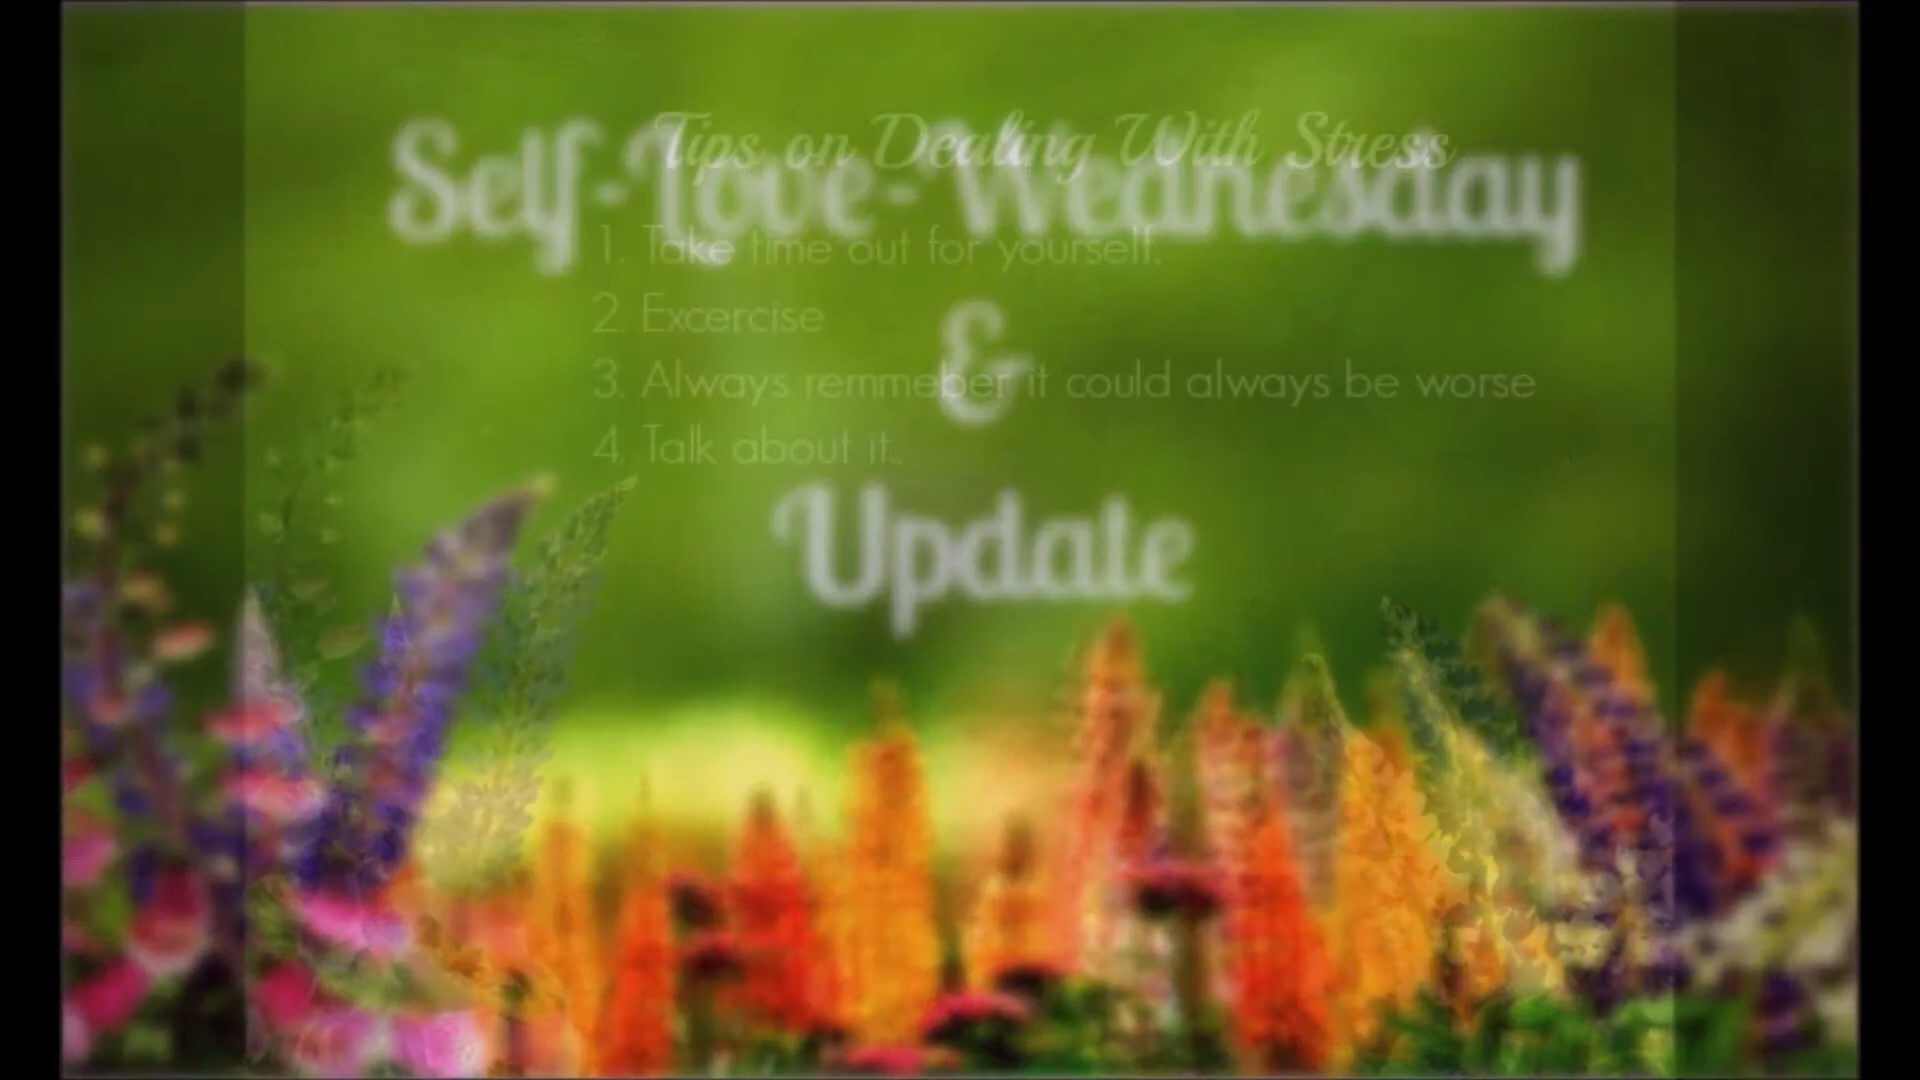 Tips on Dealing With Stress
Self-Love-Wednesday
1. Take time out for yourself.
2. Excercise
&
3. Always remmeber it could always be worse
4. Talk about it.
Update